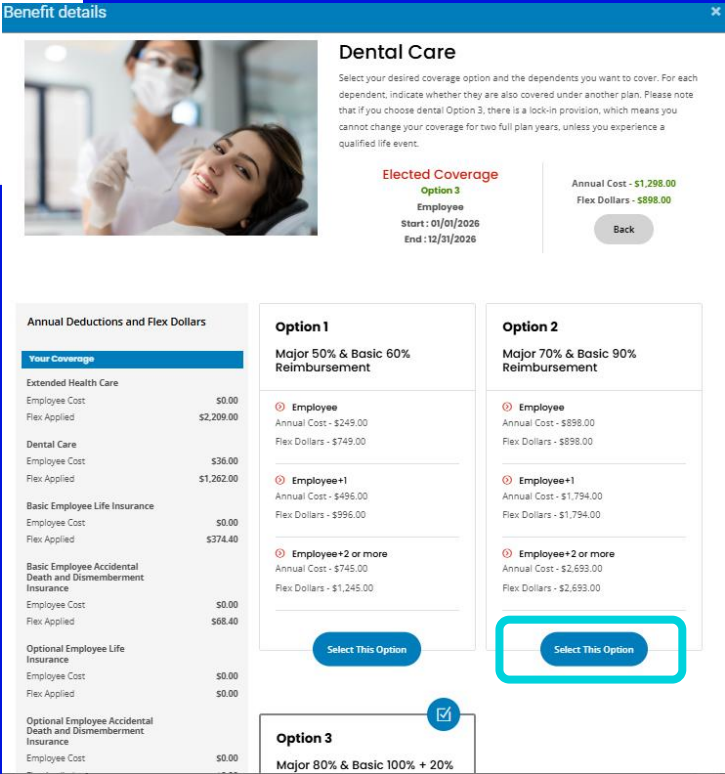 Benefit details
×
Dental Care
Select your desired coverage option and the dependents you want to cover. For each
dependent, indicate whether they are also covered under another plan. Please note
that if you choose dental Option 3, there is a lock-in provision, which means you
cannot change your coverage for two full plan years, unless you experience a
qualified life event.
Elected Coverage
Option 3
Employee
Start : 01/01/2026
End : 12/31/2026
Annual Cost - $1,298.00
Flex Dollars - $898.00
Back
Annual Deductions and Flex Dollars
Your Coverage
Extended Health Care
Employee Cost $0.00
Flex Applied $2,209.00
Dental Care
Employee Cost $36.00
Flex Applied $1,262.00
Basic Employee Life Insurance
Employee Cost $0.00
Flex Applied $374.40
Basic Employee Accidental
Death and Dismemberment
Insurance
Employee Cost $0.00
Flex Applied $68.40
Optional Employee Life
Insurance
Employee Cost $0.00
Flex Applied $0.00
Optional Employee Accidental
Death and Dismemberment
Insurance
Employee Cost $0.00
Option 1
Major 50% & Basic 60%
Reimbursement
Employee
Annual Cost - $249.00
Flex Dollars - $749.00
Employee+1
Annual Cost - $496.00
Flex Dollars - $996.00
Employee+2 or more
Annual Cost - $745.00
Flex Dollars - $1,245.00
Select This Option
Option 2
Major 70% & Basic 90%
Reimbursement
Employee
Annual Cost - $898.00
Flex Dollars - $898.00
Employee+1
Annual Cost - $1,794.00
Flex Dollars - $1,794.00
Employee+2 or more
Annual Cost - $2,693.00
Flex Dollars - $2,693.00
Select This Option
Option 3
Major 80% & Basic 100% + 20%